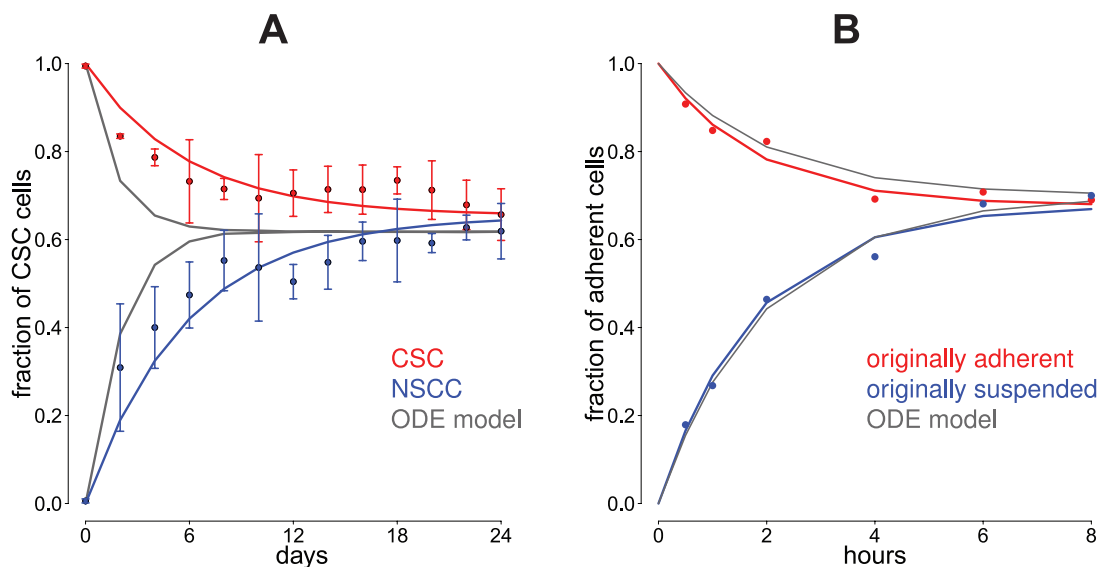 A
fraction of CSC cells
1.0
0.8
0.6
0.4
0.2
0.0
CSC
NSCC
ODE model
0 6 12 18 24
days
B
fraction of adherent cells
1.0
0.8
0.6
0.4
0.2
0.0
originally adherent
originally suspended
ODE model
0 2 4 6 8
hours